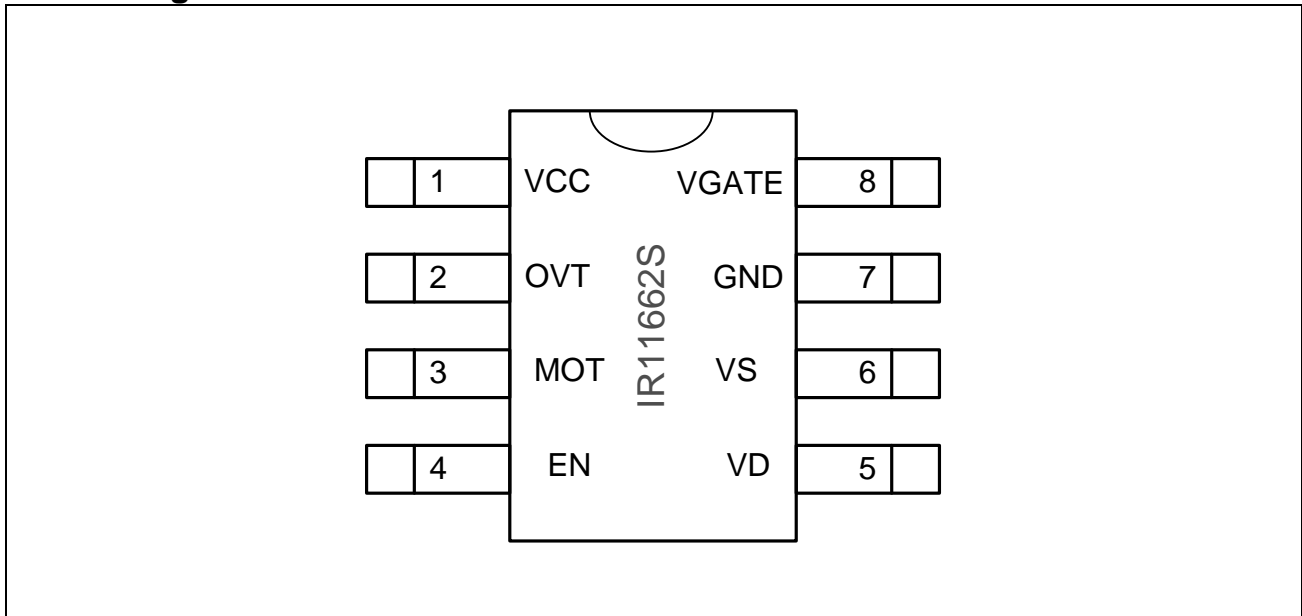 1 VCC VGATE 8
2 OVT GND 7
3 MOT VS 6
4 EN VD 5
IR11662S